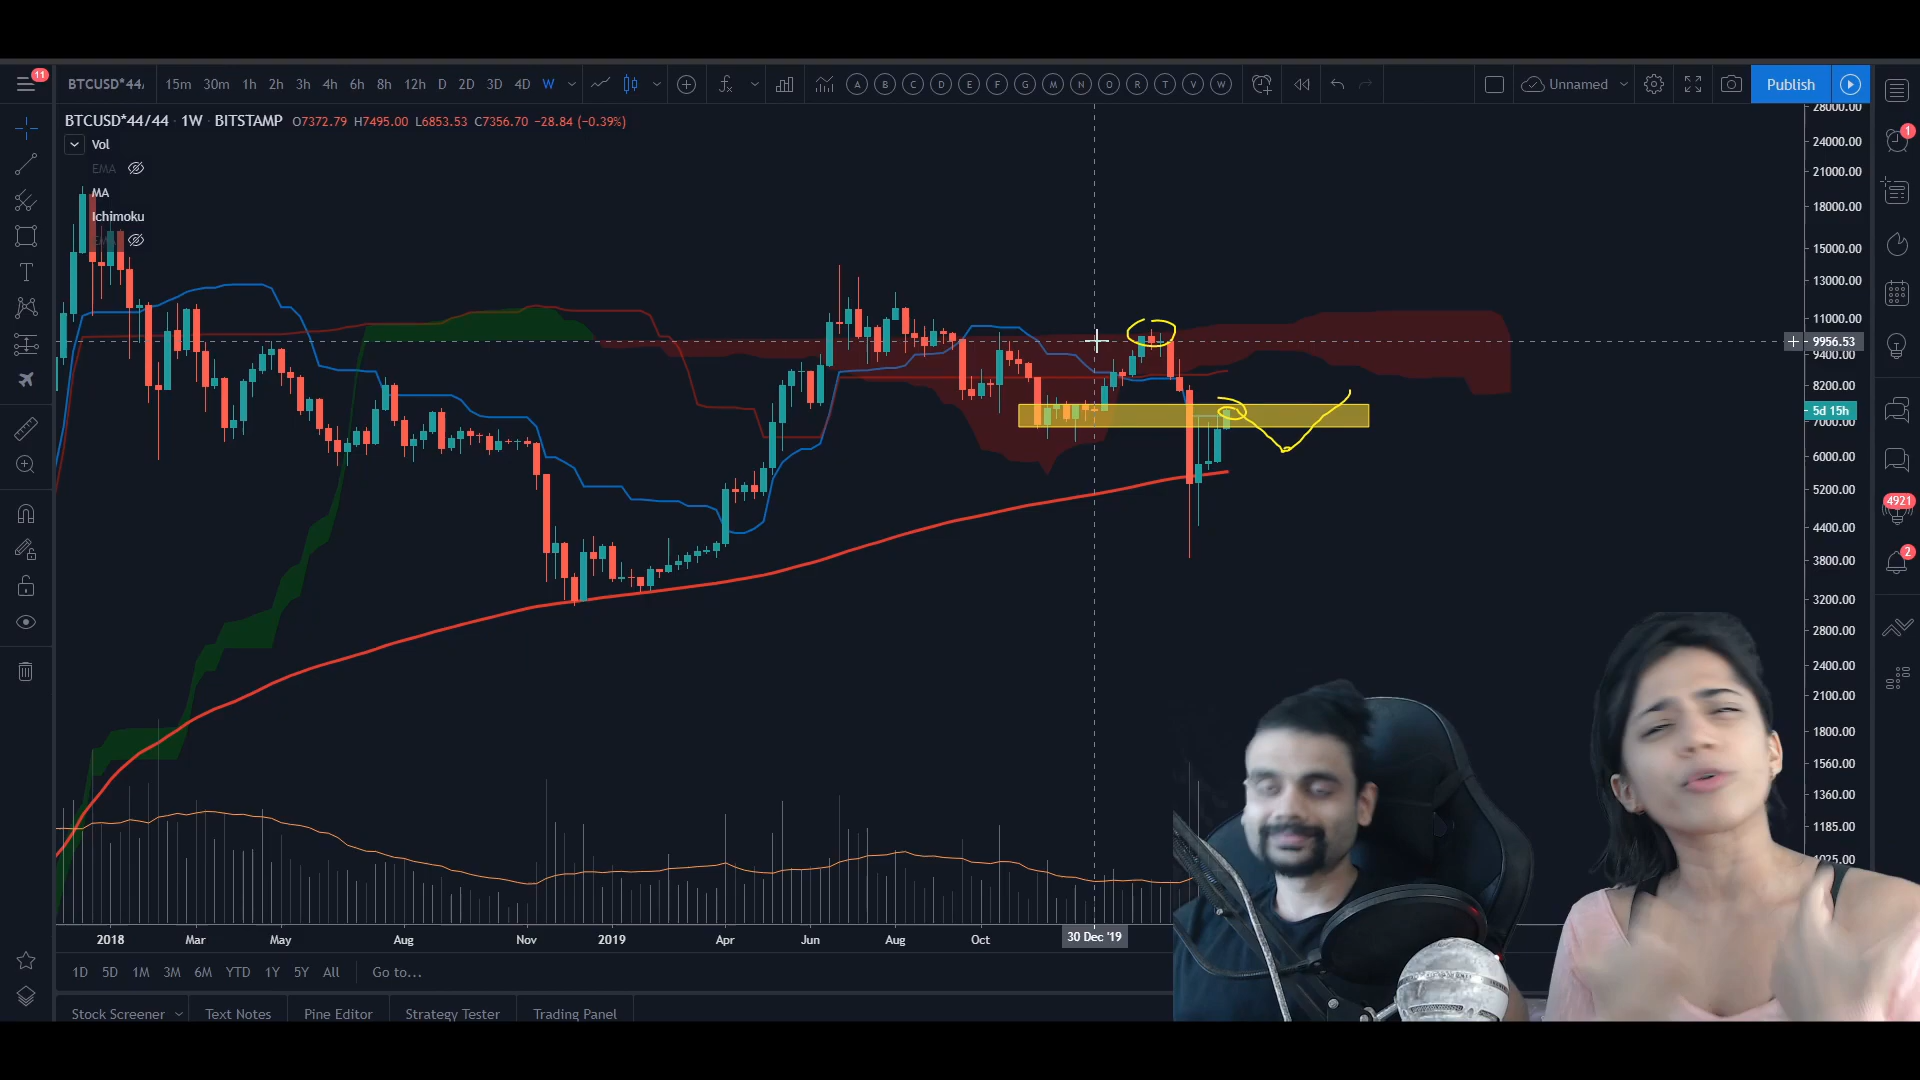 11
BTCUSD*44/ 15m 30m 1h 2h 3h 4h 6h 8h 12h D 2D 3D 4D W A B C D E F G M N O R T V W Unnamed Publish
BTCUSD*44/44 · 1W · BITSTAMP O7372.79 H7495.00 L6853.53 C7356.70 −28.84 (−0.39%)
Vol
EMA
MA
Ichimoku
EMA
28000.00
24000.00
21000.00
18000.00
15000.00
13000.00
11000.00
9956.53
9400.00
8200.00
5d 15h
7000.00
6000.00
5200.00
4400.00
3800.00
3200.00
2800.00
2400.00
2100.00
1800.00
1560.00
1360.00
1185.00
1025.00
1
4921
2
2018 Mar May Aug Nov 2019 Apr Jun Aug Oct 30 Dec '19
1D 5D 1M 3M 6M YTD 1Y 5Y All Go to...
Stock Screener Text Notes Pine Editor Strategy Tester Trading Panel